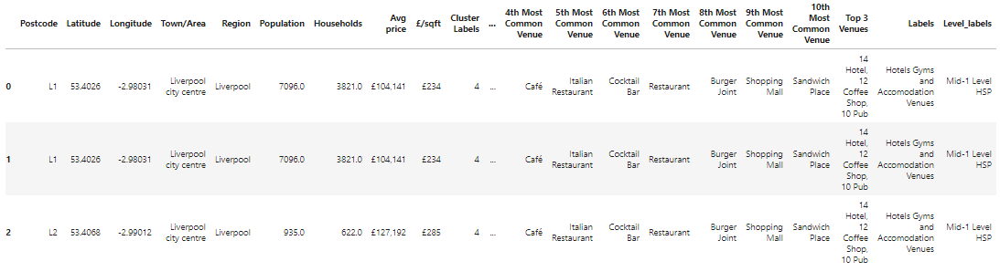 Postcode Latitude Longitude Town/Area Region Population Households Avg price £/sqft Cluster Labels ... 4th Most Common Venue 5th Most Common Venue 6th Most Common Venue 7th Most Common Venue 8th Most Common Venue 9th Most Common Venue 10th Most Common Venue Top 3 Venues Labels Level_labels
0 L1 53.4026 -2.98031 Liverpool city centre Liverpool 7096.0 3821.0 £104,141 £234 4 ... Café Italian Restaurant Cocktail Bar Restaurant Burger Joint Shopping Mall Sandwich Place 14 Hotel, 12 Coffee Shop, 10 Pub Hotels Gyms and Accomodation Venues Mid-1 Level HSP
1 L1 53.4026 -2.98031 Liverpool city centre Liverpool 7096.0 3821.0 £104,141 £234 4 ... Café Italian Restaurant Cocktail Bar Restaurant Burger Joint Shopping Mall Sandwich Place 14 Hotel, 12 Coffee Shop, 10 Pub Hotels Gyms and Accomodation Venues Mid-1 Level HSP
2 L2 53.4068 -2.99012 Liverpool city centre Liverpool 935.0 622.0 £127,192 £285 4 ... Café Italian Restaurant Cocktail Bar Restaurant Burger Joint Shopping Mall Sandwich Place 14 Hotel, 12 Coffee Shop, 10 Pub Hotels Gyms and Accomodation Venues Mid-1 Level HSP